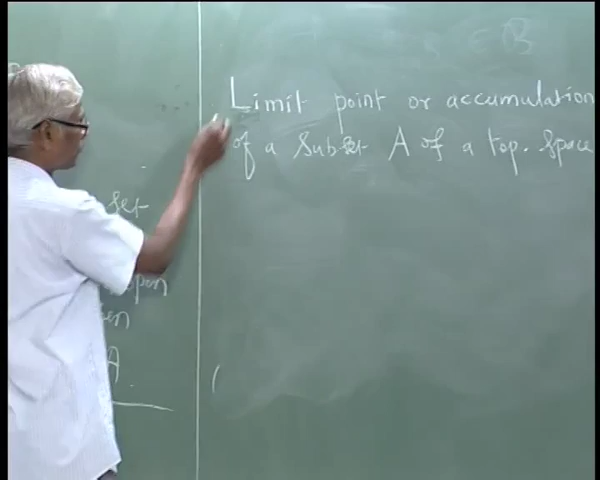 ∈ B
Limit point or accumulation
of a Subset A of a top. Space
set
open
en
A
(